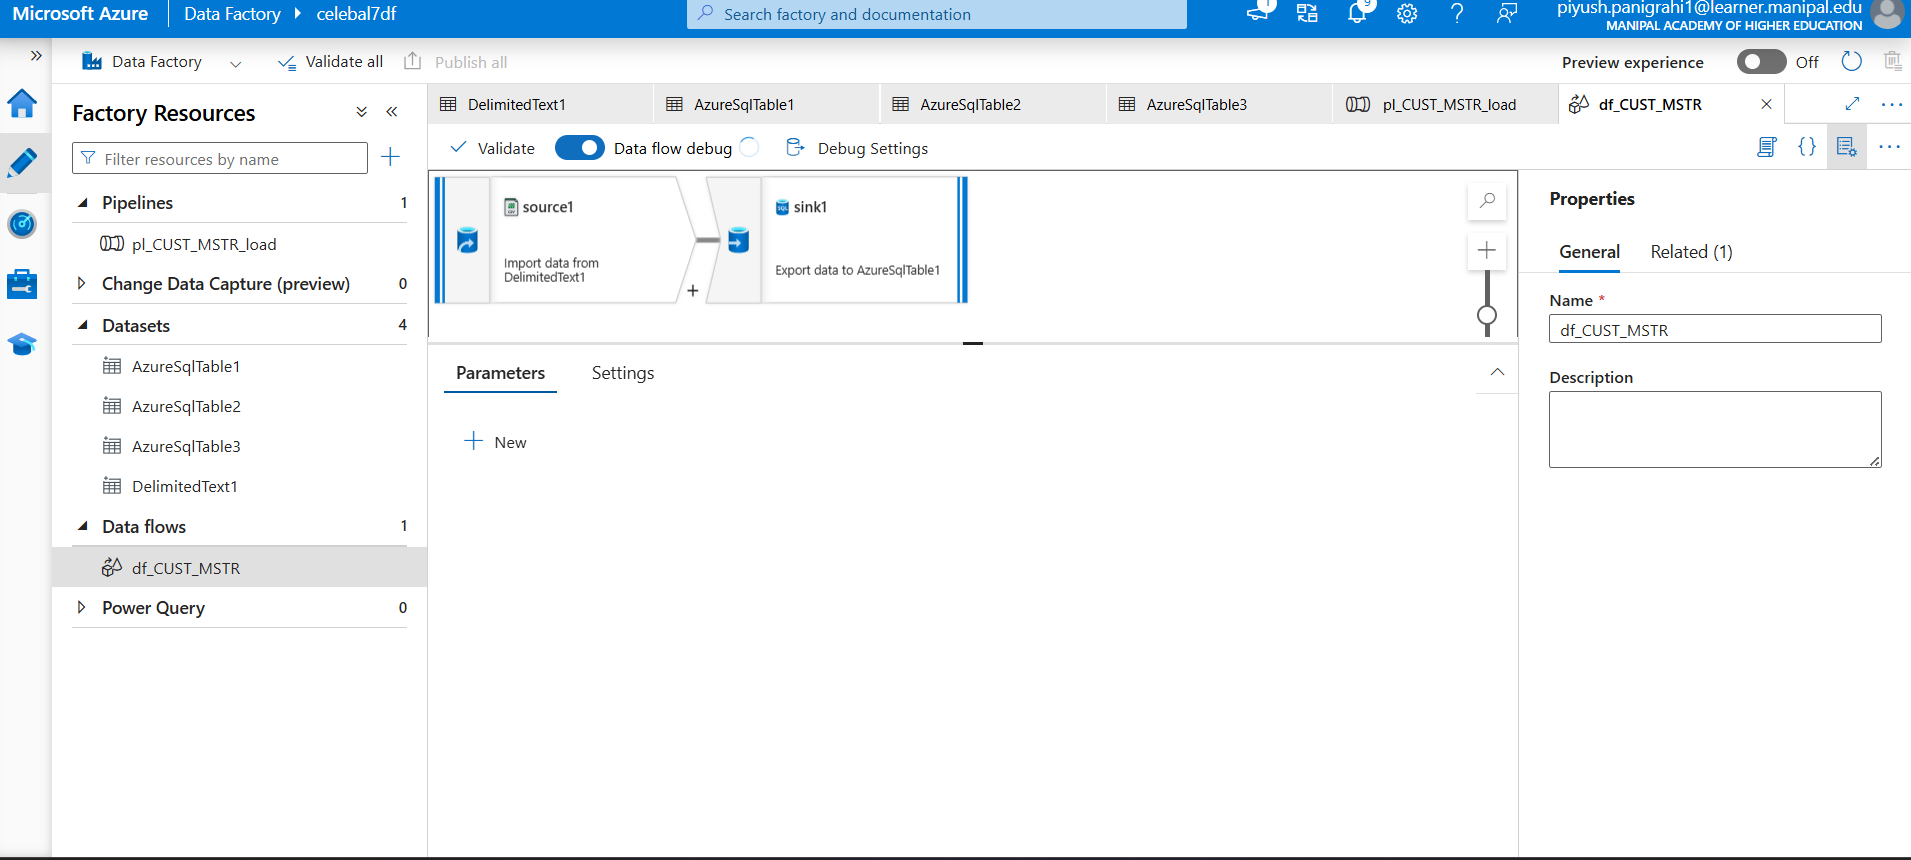 Microsoft Azure
Data Factory
celebal7df
Search factory and documentation
1
9
piyush.panigrahi1@learner.manipal.edu
MANIPAL ACADEMY OF HIGHER EDUCATION
Data Factory
Validate all
Publish all
Preview experience
Off
Factory Resources
Filter resources by name
Pipelines 1
pl_CUST_MSTR_load
Change Data Capture (preview) 0
Datasets 4
AzureSqlTable1
AzureSqlTable2
AzureSqlTable3
DelimitedText1
Data flows 1
df_CUST_MSTR
Power Query 0
DelimitedText1
AzureSqlTable1
AzureSqlTable2
AzureSqlTable3
pl_CUST_MSTR_load
df_CUST_MSTR
Validate
Data flow debug
Debug Settings
source1
Import data from
DelimitedText1
SQL
sink1
Export data to AzureSqlTable1
Parameters
Settings
New
Properties
General
Related (1)
Name *
df_CUST_MSTR
Description